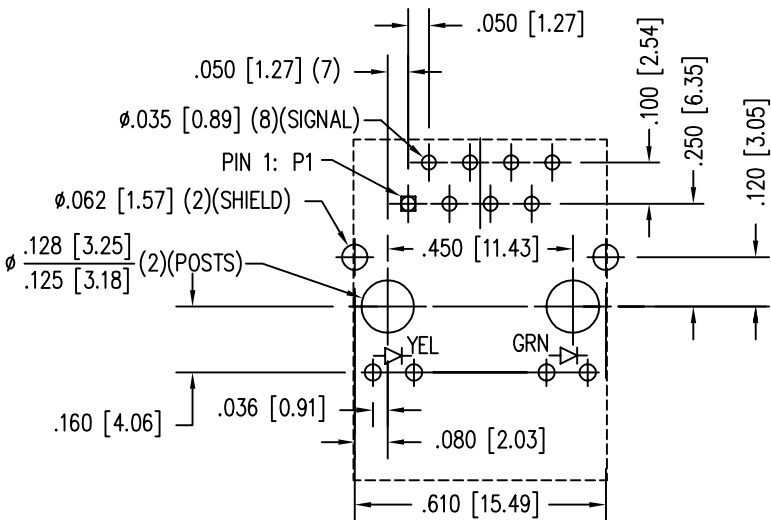 .050 [1.27]
.050 [1.27] (7)
.100 [2.54]
.250 [6.35]
.120 [3.05]
ø.035 [0.89] (8)(SIGNAL)
PIN 1: P1
ø.062 [1.57] (2)(SHIELD)
.450 [11.43]
ø .128 [3.25]
.125 [3.18] (2)(POSTS)
YEL
GRN
.036 [0.91]
.160 [4.06]
.080 [2.03]
.610 [15.49]